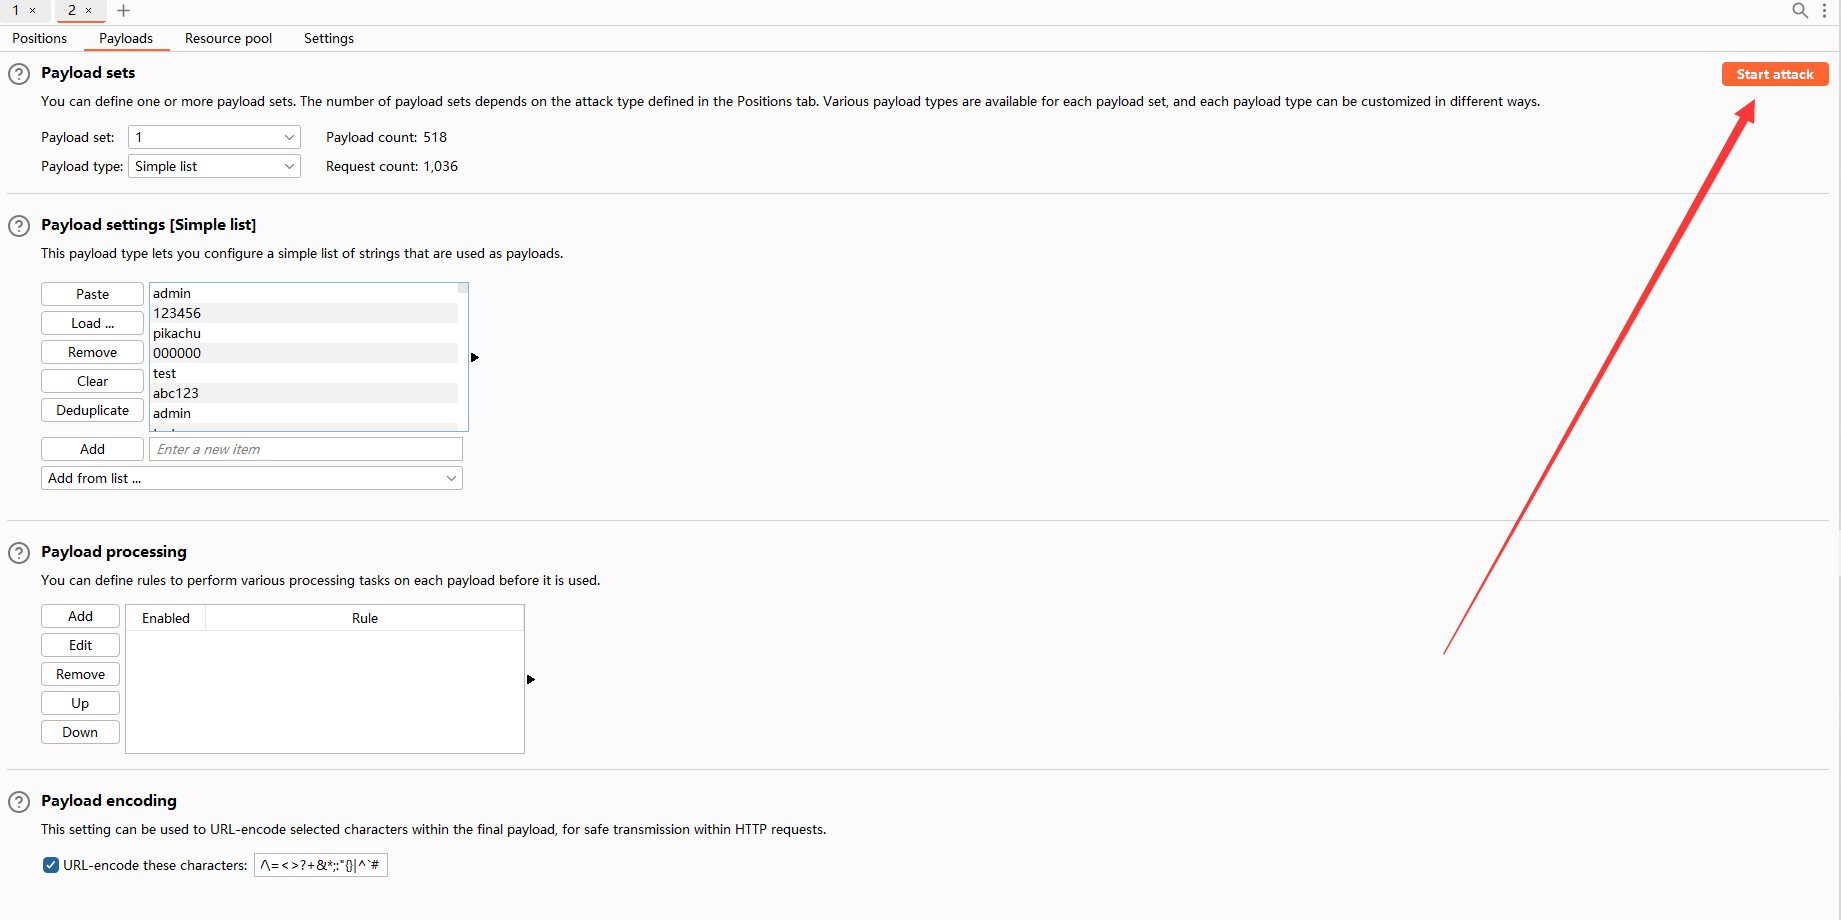 1 × 2 × +
Positions Payloads Resource pool Settings
? Payload sets
Start attack
You can define one or more payload sets. The number of payload sets depends on the attack type defined in the Positions tab. Various payload types are available for each payload set, and each payload type can be customized in different ways.
Payload set: 1 Payload count: 518
Payload type: Simple list Request count: 1,036
? Payload settings [Simple list]
This payload type lets you configure a simple list of strings that are used as payloads.
Paste
Load ...
Remove
Clear
Deduplicate
admin
123456
pikachu
000000
test
abc123
admin
Add Enter a new item
Add from list ...
? Payload processing
You can define rules to perform various processing tasks on each payload before it is used.
Add
Edit
Remove
Up
Down
Enabled Rule
? Payload encoding
This setting can be used to URL-encode selected characters within the final payload, for safe transmission within HTTP requests.
URL-encode these characters: /\=<>?+&*;:"{}|^`#